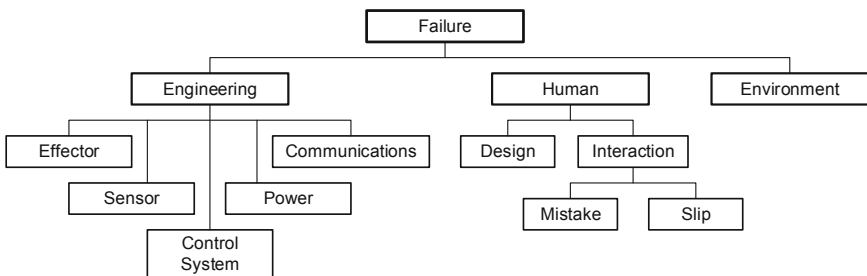 Failure
Engineering
Human
Environment
Effector
Communications
Design
Interaction
Sensor
Power
Mistake
Slip
Control
System